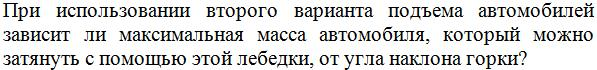 При использовании второго варианта подъема автомобилей
зависит ли максимальная масса автомобиля, который можно
затянуть с помощью этой лебедки, от угла наклона горки?